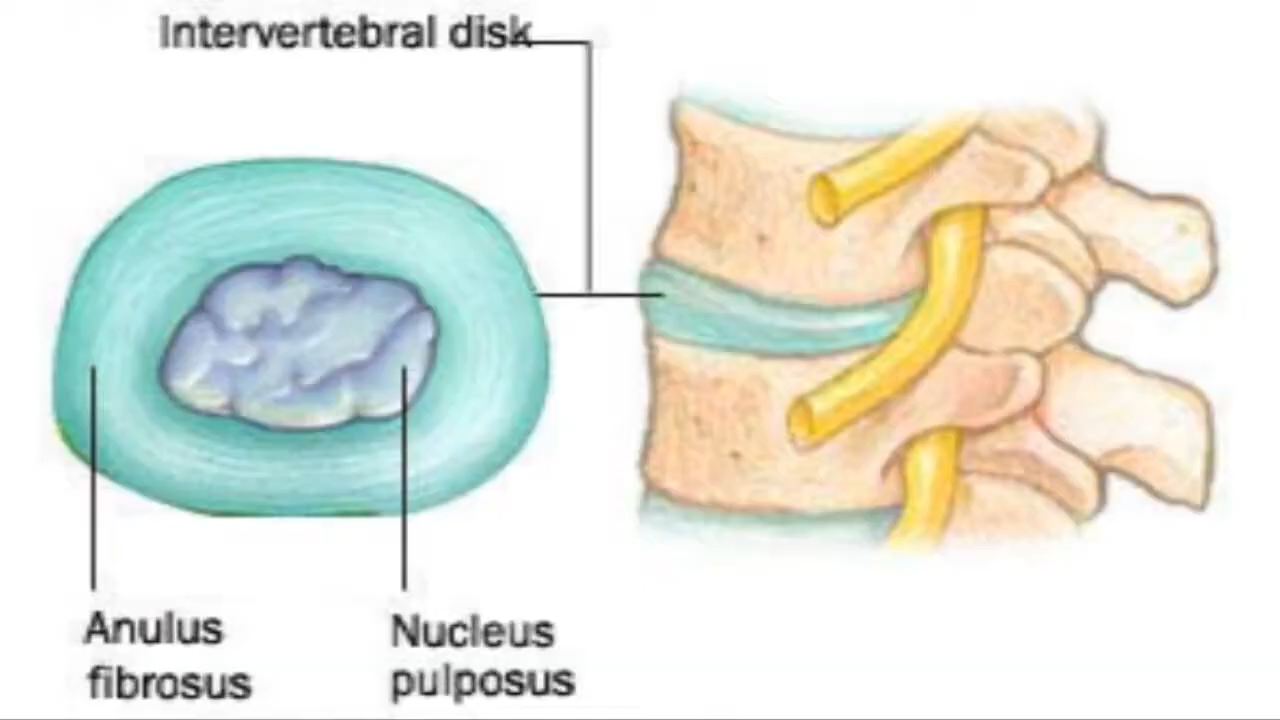 Intervertebral disk
Anulus
fibrosus
Nucleus
pulposus